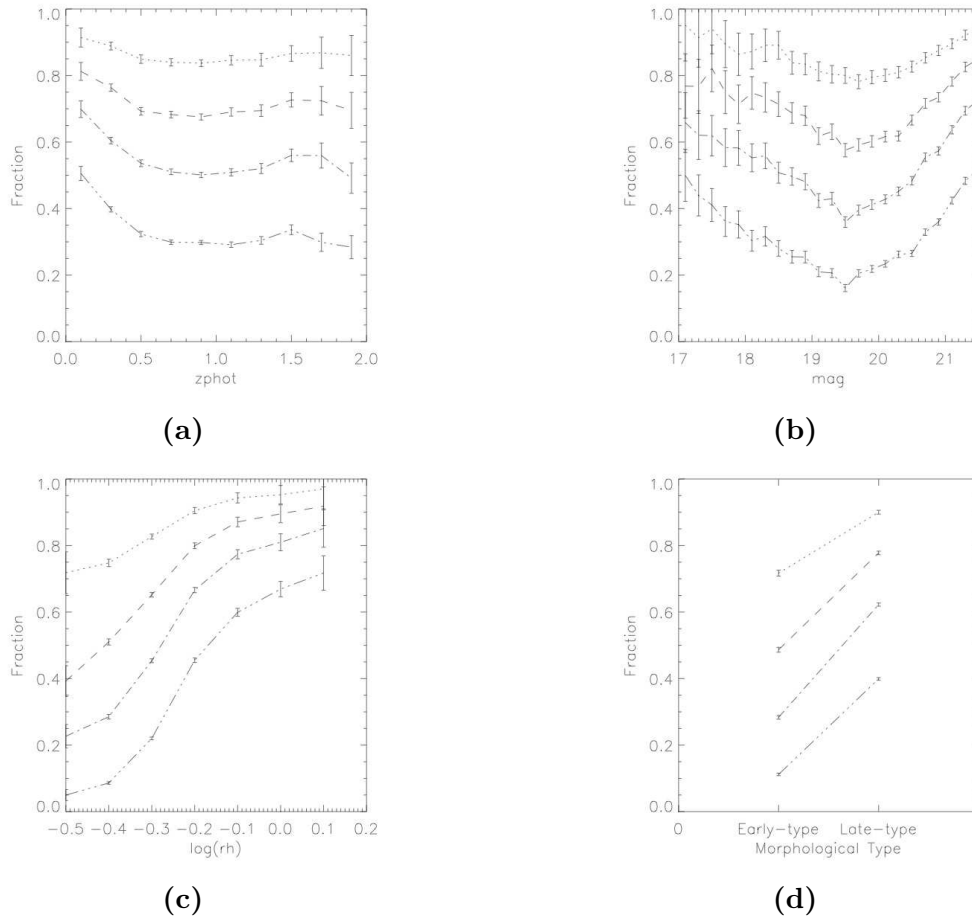 1.0
0.8
0.6
0.4
0.2
0.0
Fraction
0.0 0.5 1.0 1.5 2.0
zphot
(a)
1.0
0.8
0.6
0.4
0.2
0.0
Fraction
17 18 19 20 21
mag
(b)
1.0
0.8
0.6
0.4
0.2
0.0
Fraction
−0.5 −0.4 −0.3 −0.2 −0.1 0.0 0.1 0.2
log(rh)
(c)
1.0
0.8
0.6
0.4
0.2
0.0
Fraction
0 Early−type Late−type
Morphological Type
(d)